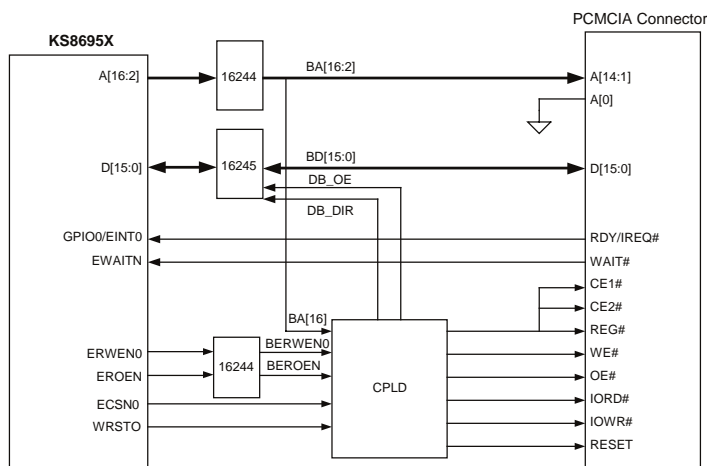 PCMCIA Connector
KS8695X
A[16:2]
16244
BA[16:2]
A[14:1]
A[0]
D[15:0]
16245
BD[15:0]
D[15:0]
DB_OE
DB_DIR
GPIO0/EINT0
RDY/IREQ#
EWAITN
WAIT#
CE1#
CE2#
BA[16]
REG#
ERWEN0
16244
BERWEN0
WE#
EROEN
BEROEN
CPLD
OE#
ECSN0
IORD#
WRSTO
IOWR#
RESET